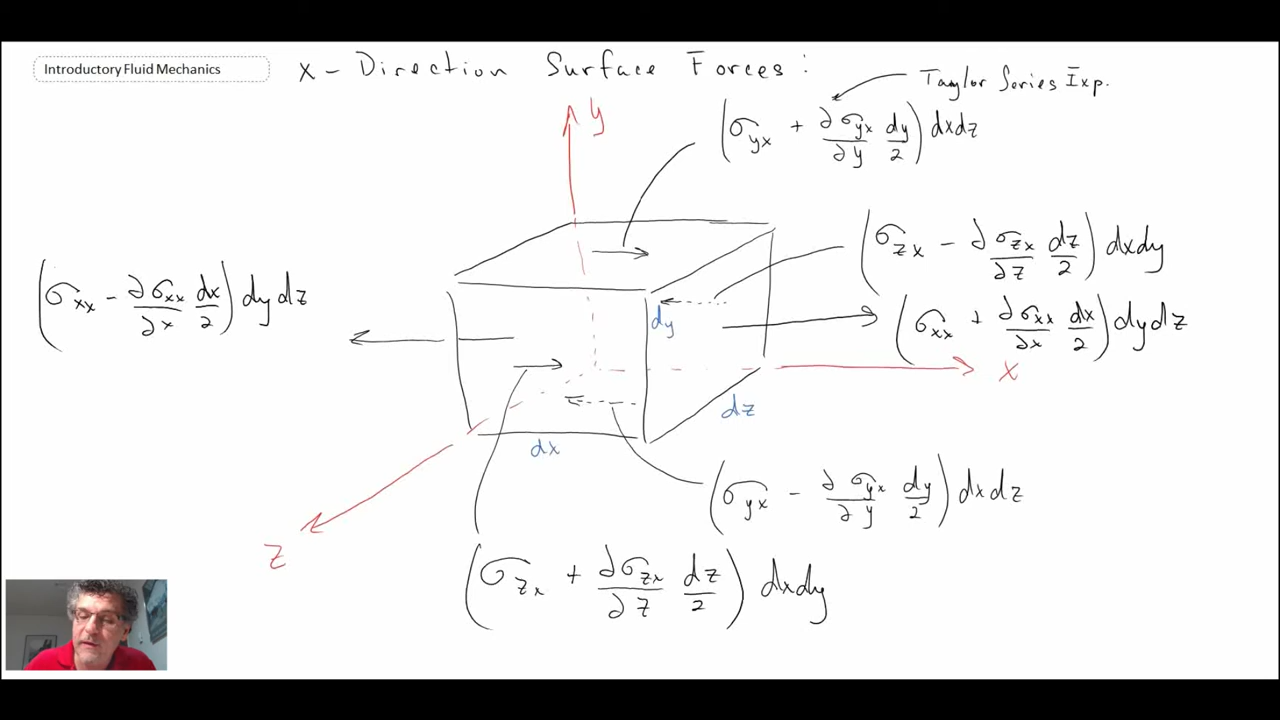 Introductory Fluid Mechanics
x - Direction Surface Forces :
Taylor Series Exp.
y
(σyx + ∂σyx/∂y dy/2) dxdz
(σzx - ∂σzx/∂z dz/2) dxdy
(σxx - ∂σxx/∂x dx/2) dydz
(σxx + ∂σxx/∂x dx/2) dydz
dy
x
dz
dx
(σyx - ∂σyx/∂y dy/2) dxdz
z
(σzx + ∂σzx/∂z dz/2) dxdy